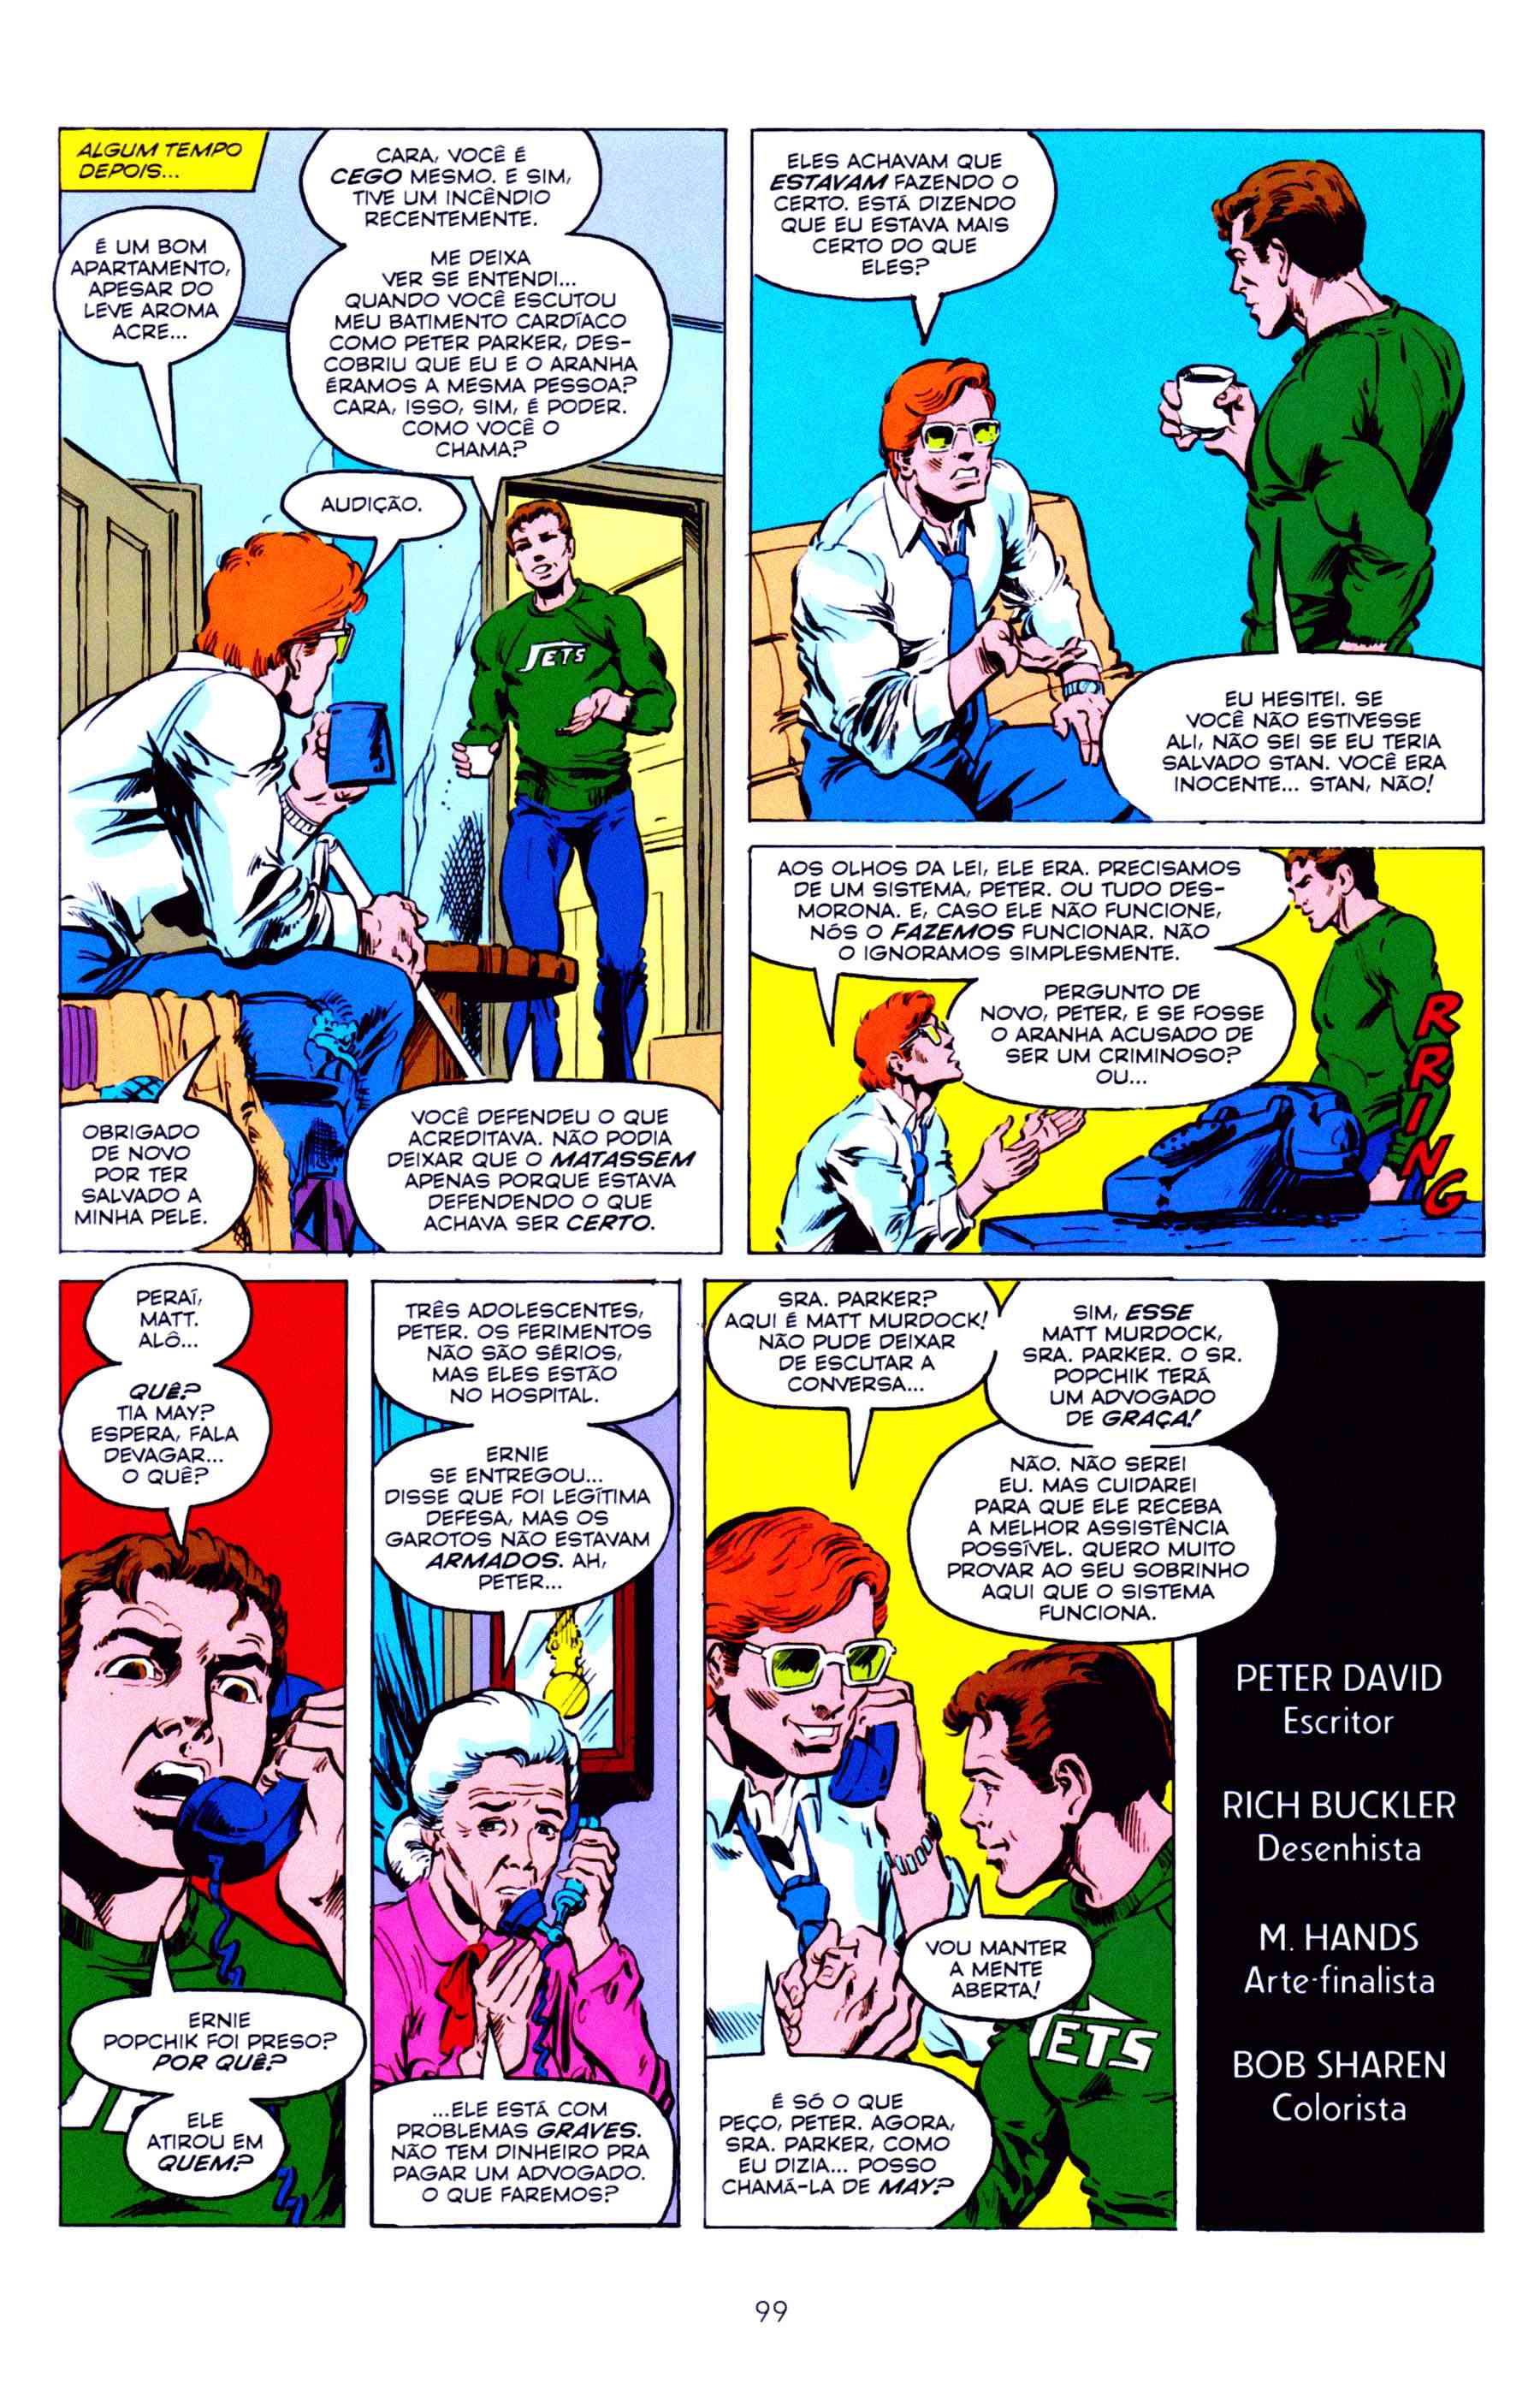 ALGUM TEMPO
DEPOIS...
É UM BOM
APARTAMENTO,
APESAR DO
LEVE AROMA
ACRE...
CARA, VOCÊ É
CEGO MESMO. E SIM,
TIVE UM INCÊNDIO
RECENTEMENTE.
ME DEIXA
VER SE ENTENDI...
QUANDO VOCÊ ESCUTOU
MEU BATIMENTO CARDÍACO
COMO PETER PARKER, DES-
COBRIU QUE EU E O ARANHA
ÉRAMOS A MESMA PESSOA?
CARA, ISSO, SIM, É PODER.
COMO VOCÊ O
CHAMA?
AUDIÇÃO.
JETS
OBRIGADO
DE NOVO
POR TER
SALVADO A
MINHA PELE.
VOCÊ DEFENDEU O QUE
ACREDITAVA. NÃO PODIA
DEIXAR QUE O MATASSEM
APENAS PORQUE ESTAVA
DEFENDENDO O QUE
ACHAVA SER CERTO.
ELES ACHAVAM QUE
ESTAVAM FAZENDO O
CERTO. ESTÁ DIZENDO
QUE EU ESTAVA MAIS
CERTO DO QUE
ELES?
EU HESITEI. SE
VOCÊ NÃO ESTIVESSE
ALI, NÃO SEI SE EU TERIA
SALVADO STAN. VOCÊ ERA
INOCENTE... STAN, NÃO!
AOS OLHOS DA LEI, ELE ERA. PRECISAMOS
DE UM SISTEMA, PETER. OU TUDO DES-
MORONA. E, CASO ELE NÃO FUNCIONE,
NÓS O FAZEMOS FUNCIONAR. NÃO
O IGNORAMOS SIMPLESMENTE.
PERGUNTO DE
NOVO, PETER, E SE FOSSE
O ARANHA ACUSADO DE
SER UM CRIMINOSO?
OU...
RRING
PERAÍ,
MATT.
ALÔ...
QUÊ?
TIA MAY?
ESPERA, FALA
DEVAGAR...
O QUÊ?
ERNIE
POPCHIK FOI PRESO?
POR QUÊ?
ELE
ATIROU EM
QUEM?
TRÊS ADOLESCENTES,
PETER. OS FERIMENTOS
NÃO SÃO SÉRIOS,
MAS ELES ESTÃO
NO HOSPITAL.
ERNIE
SE ENTREGOU...
DISSE QUE FOI LEGÍTIMA
DEFESA, MAS OS
GAROTOS NÃO ESTAVAM
ARMADOS. AH,
PETER...
...ELE ESTÁ COM
PROBLEMAS GRAVES.
NÃO TEM DINHEIRO PRA
PAGAR UM ADVOGADO.
O QUE FAREMOS?
SRA. PARKER?
AQUI É MATT MURDOCK!
NÃO PUDE DEIXAR
DE ESCUTAR A
CONVERSA...
SIM, ESSE
MATT MURDOCK,
SRA. PARKER. O SR.
POPCHIK TERÁ
UM ADVOGADO
DE GRAÇA!
NÃO. NÃO SEREI
EU. MAS CUIDAREI
PARA QUE ELE RECEBA
A MELHOR ASSISTÊNCIA
POSSÍVEL. QUERO MUITO
PROVAR AO SEU SOBRINHO
AQUI QUE O SISTEMA
FUNCIONA.
VOU MANTER
A MENTE
ABERTA!
JETS
É SÓ O QUE
PEÇO, PETER. AGORA,
SRA. PARKER, COMO
EU DIZIA... POSSO
CHAMÁ-LA DE MAY?
PETER DAVID
Escritor
RICH BUCKLER
Desenhista
M. HANDS
Arte-finalista
BOB SHAREN
Colorista
99